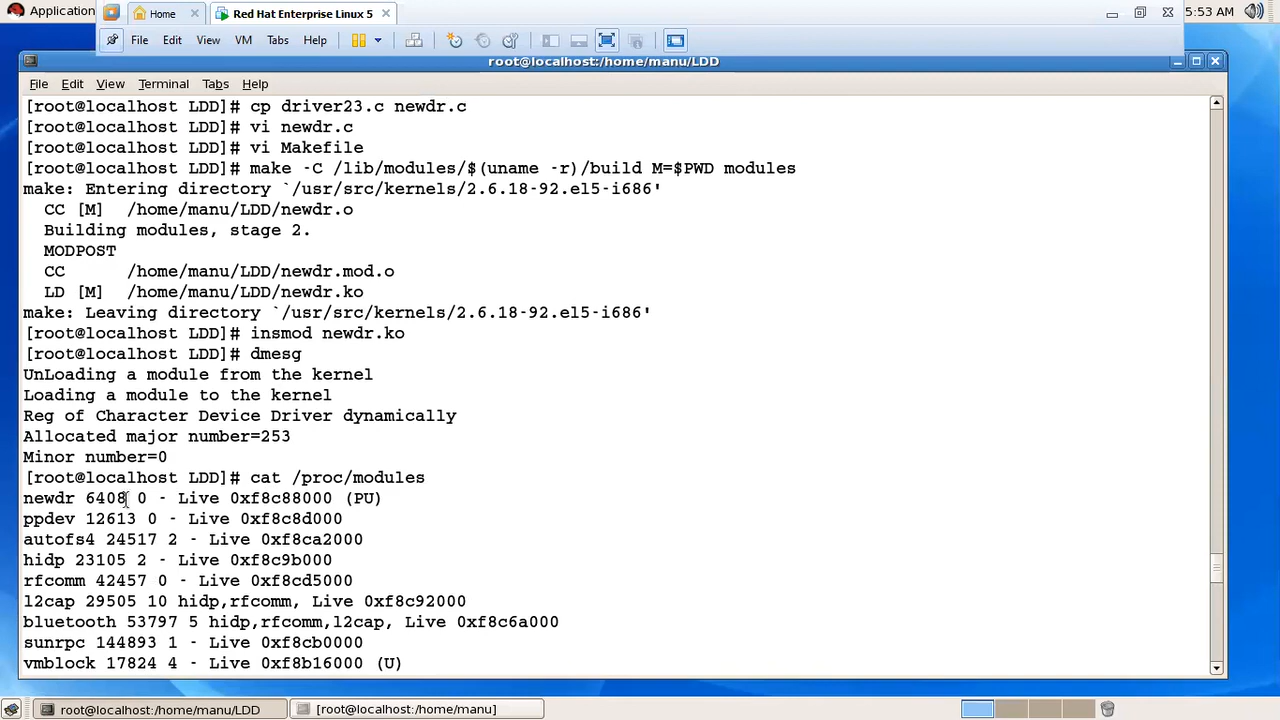 Application
Home
Red Hat Enterprise Linux 5
5:53 AM
File Edit View VM Tabs Help
root@localhost:/home/manu/LDD
File Edit View Terminal Tabs Help
[root@localhost LDD]# cp driver23.c newdr.c
[root@localhost LDD]# vi newdr.c
[root@localhost LDD]# vi Makefile
[root@localhost LDD]# make -C /lib/modules/$(uname -r)/build M=$PWD modules
make: Entering directory `/usr/src/kernels/2.6.18-92.el5-i686'
CC [M] /home/manu/LDD/newdr.o
Building modules, stage 2.
MODPOST
CC /home/manu/LDD/newdr.mod.o
LD [M] /home/manu/LDD/newdr.ko
make: Leaving directory `/usr/src/kernels/2.6.18-92.el5-i686'
[root@localhost LDD]# insmod newdr.ko
[root@localhost LDD]# dmesg
UnLoading a module from the kernel
Loading a module to the kernel
Reg of Character Device Driver dynamically
Allocated major number=253
Minor number=0
[root@localhost LDD]# cat /proc/modules
newdr 6408 0 - Live 0xf8c88000 (PU)
ppdev 12613 0 - Live 0xf8c8d000
autofs4 24517 2 - Live 0xf8ca2000
hidp 23105 2 - Live 0xf8c9b000
rfcomm 42457 0 - Live 0xf8cd5000
l2cap 29505 10 hidp,rfcomm, Live 0xf8c92000
bluetooth 53797 5 hidp,rfcomm,l2cap, Live 0xf8c6a000
sunrpc 144893 1 - Live 0xf8cb0000
vmblock 17824 4 - Live 0xf8b16000 (U)
root@localhost:/home/manu/LDD
[root@localhost:/home/manu]